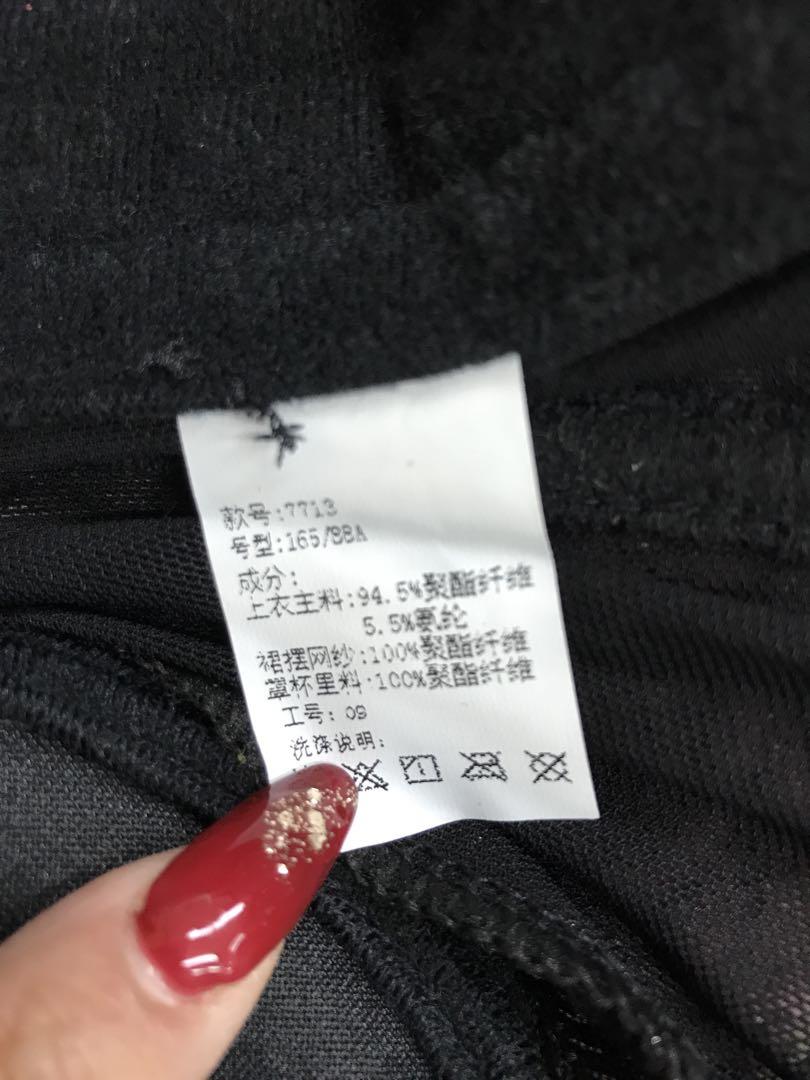 款号:7713
号型:165/88A
成分:
上衣主料:94.5%聚酯纤维
5.5%氨纶
裙摆网纱:100%聚酯纤维
罩杯里料:100%聚酯纤维
工号:09
洗涤说明: